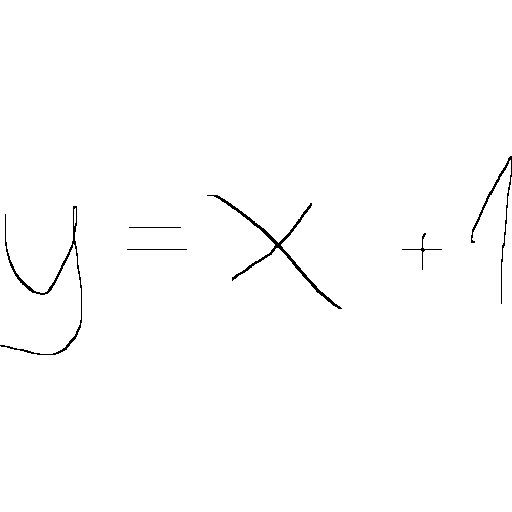 y = x + 1